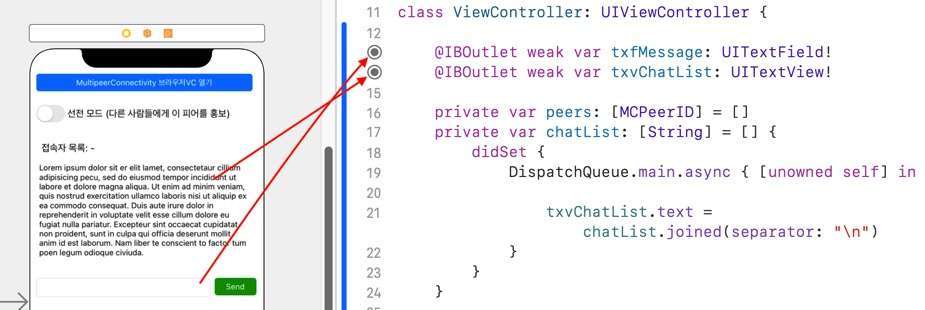 MultipeerConnectivity 브라우저VC 열기
선전 모드 (다른 사람들에게 이 피어를 홍보)
접속자 목록: -
Lorem ipsum dolor sit er elit lamet, consectetaur cillium
adipisicing pecu, sed do eiusmod tempor incididunt ut
labore et dolore magna aliqua. Ut enim ad minim veniam,
quis nostrud exercitation ullamco laboris nisi ut aliquip ex
ea commodo consequat. Duis aute irure dolor in
reprehenderit in voluptate velit esse cillum dolore eu
fugiat nulla pariatur. Excepteur sint occaecat cupidatat
non proident, sunt in culpa qui officia deserunt mollit
anim id est laborum. Nam liber te conscient to factor tum
poen legum odioque civiuda.
Send
11 class ViewController: UIViewController {
12
@IBOutlet weak var txfMessage: UITextField!
@IBOutlet weak var txvChatList: UITextView!
15
16 private var peers: [MCPeerID] = []
17 private var chatList: [String] = [] {
18 didSet {
19 DispatchQueue.main.async { [unowned self] in
20
21 txvChatList.text =
chatList.joined(separator: "\n")
22 }
23 }
24 }